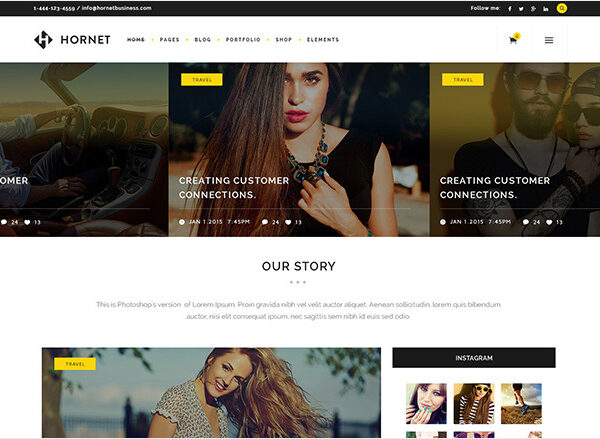 1-444-123-4559 / info@hornetbusiness.com
Follow me:
HORNET
HOME PAGES BLOG PORTFOLIO SHOP ELEMENTS
TRAVEL
OMER
24 13
CREATING CUSTOMER
CONNECTIONS.
JAN 1.2015 7:45PM 24 13
CREATING CUSTOMER
CONNECTIONS.
JAN 1.2015 7:45PM 24 13
OUR STORY
This is Photoshop's version of Lorem Ipsum. Proin gravida nibh vel velit auctor aliquet. Aenean sollicitudin, lorem quis bibendum
auctor, nisi elit consequat ipsum, nec sagittis sem nibh id elit. Duis sed odio.
TRAVEL
INSTAGRAM